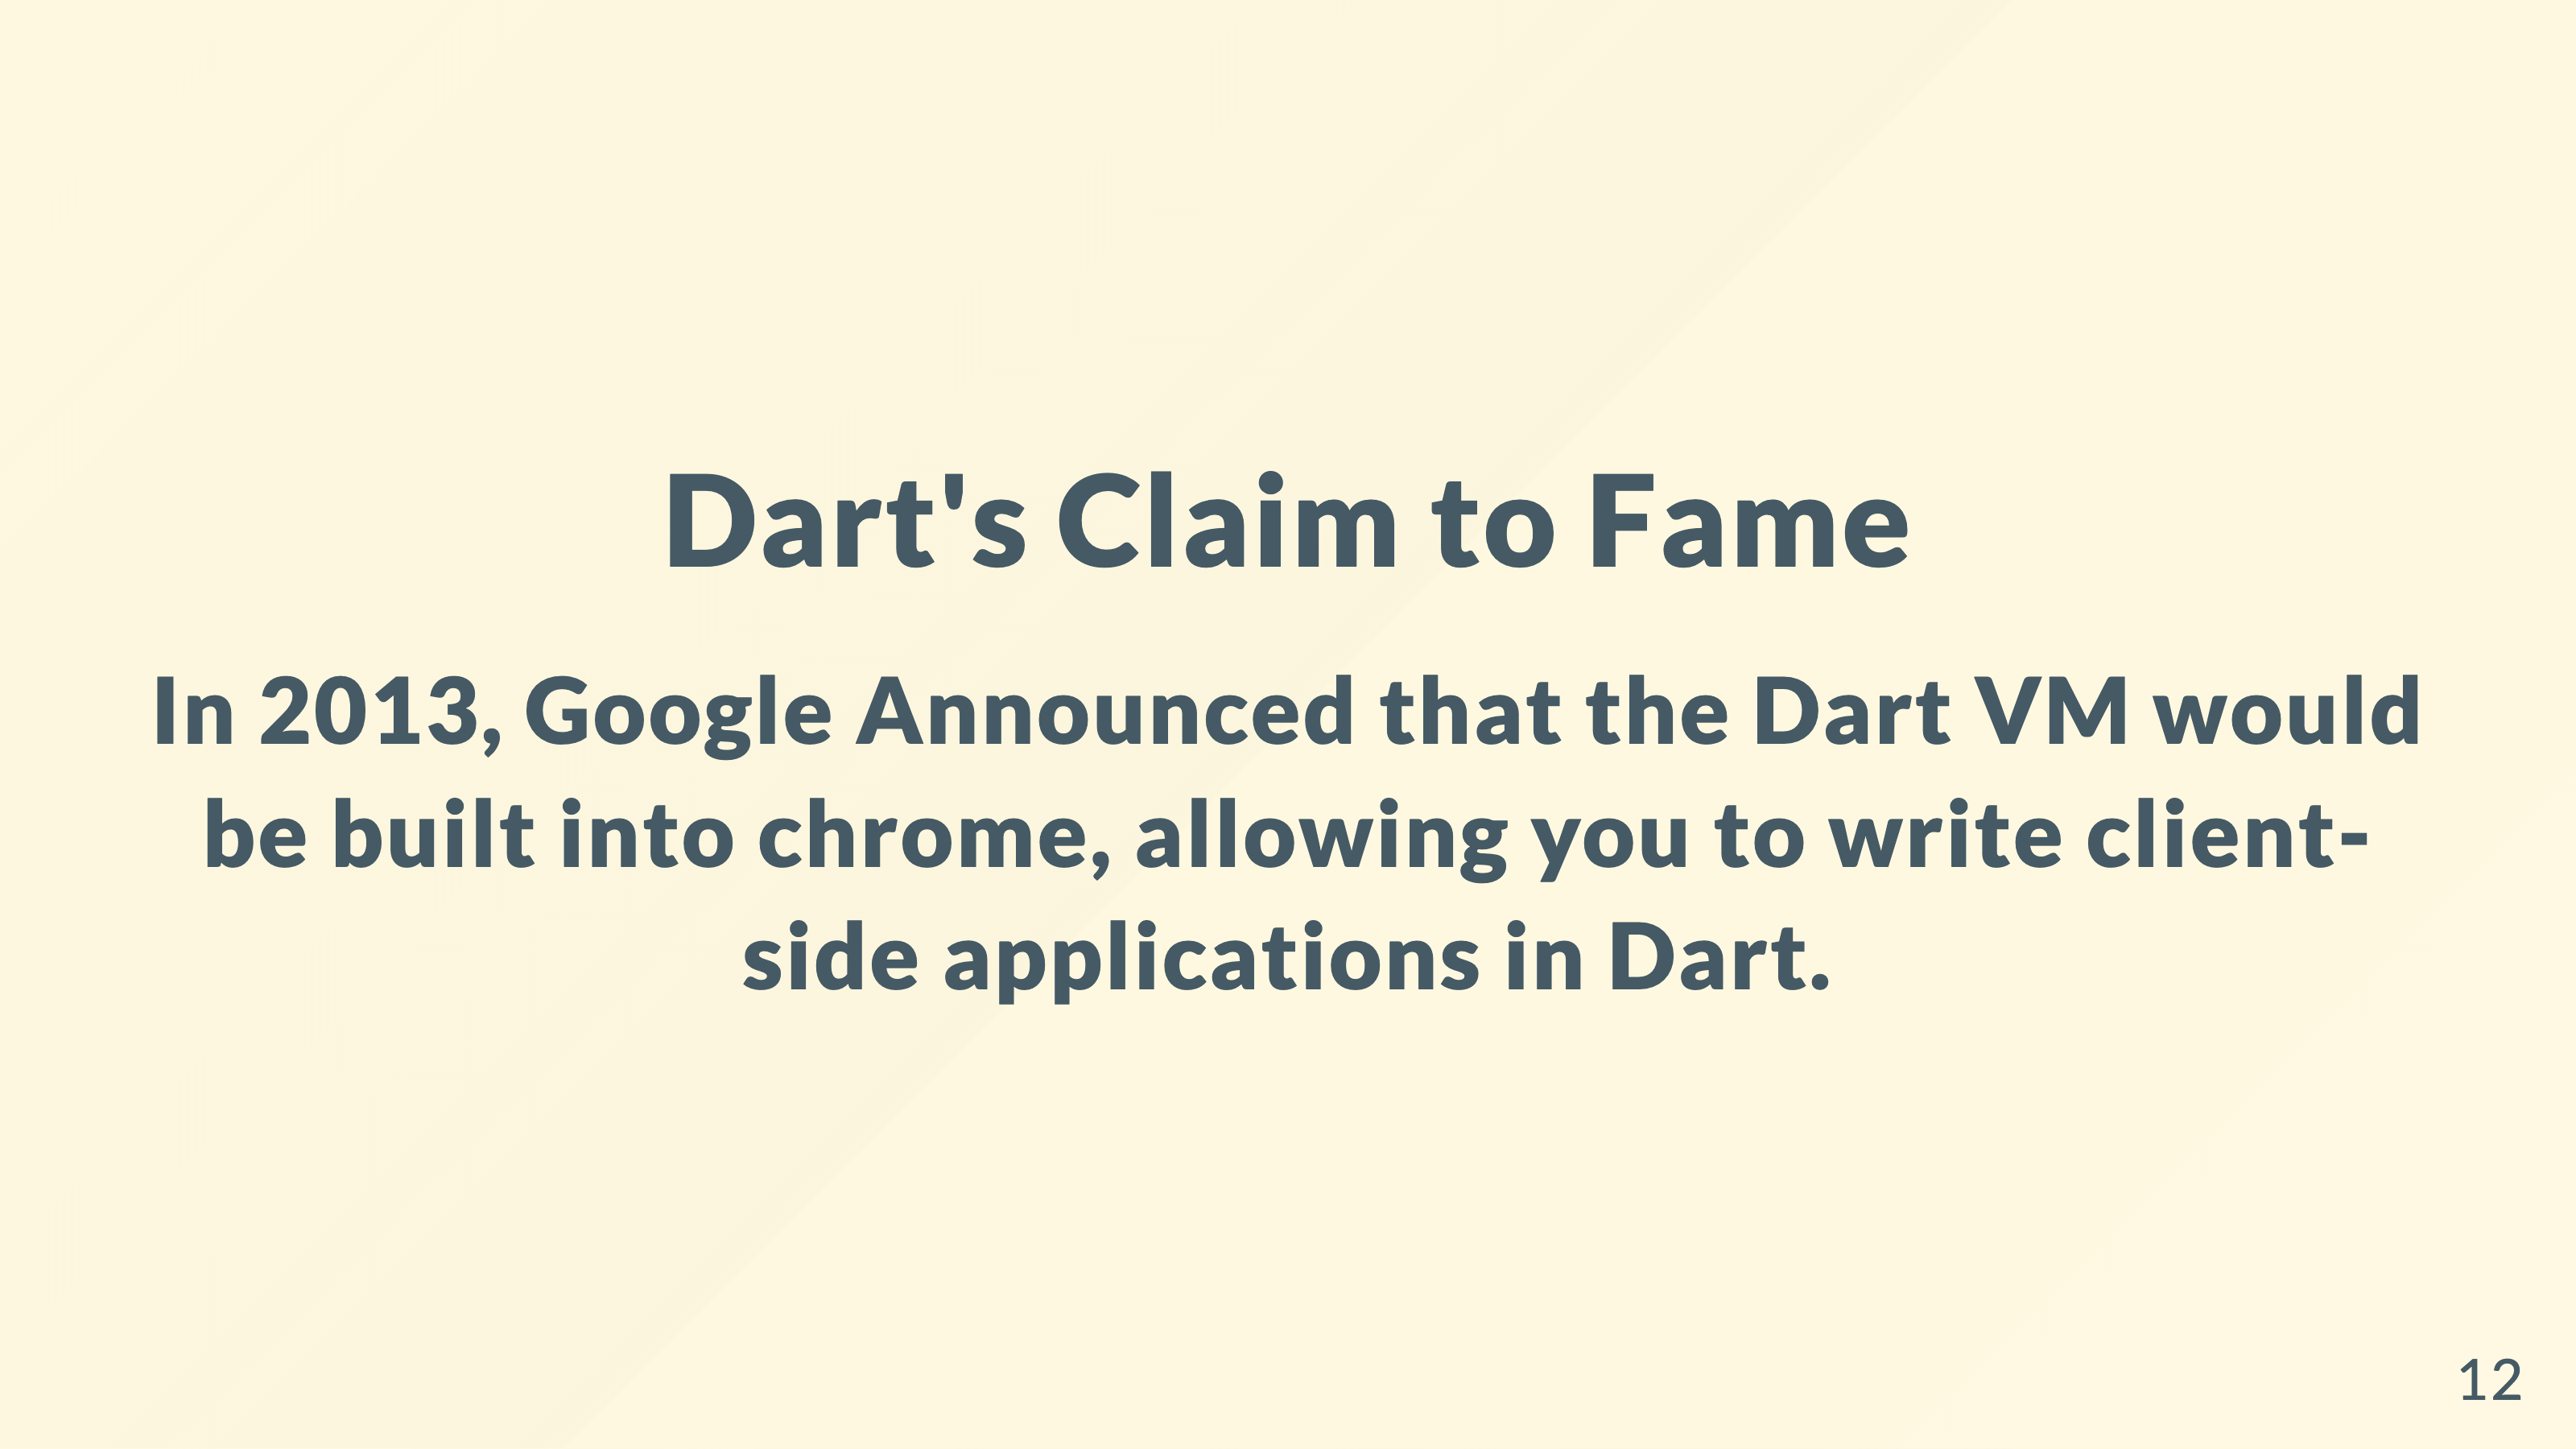 Dart's Claim to Fame
In 2013, Google Announced that the Dart VM would
be built into chrome, allowing you to write client-
side applications in Dart.
12